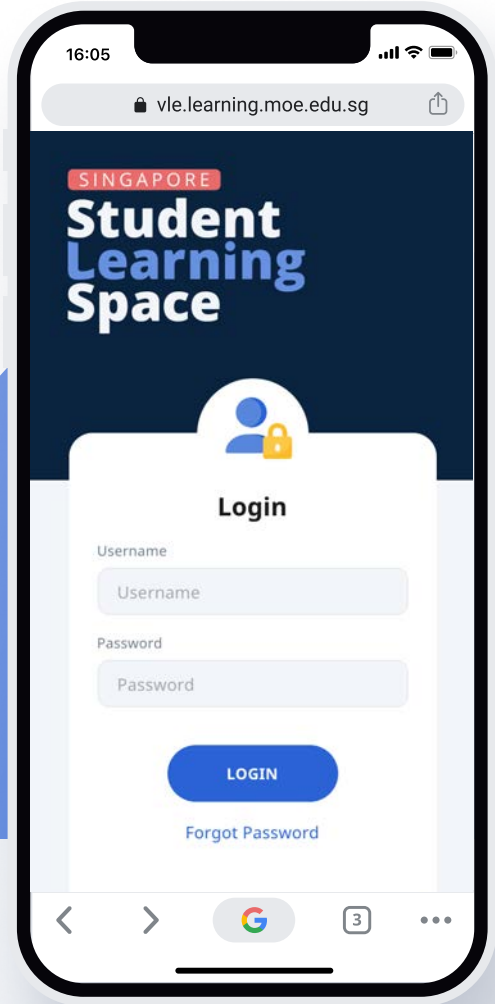 16:05
vle.learning.moe.edu.sg
SINGAPORE
Student
Learning
Space
Login
Username
Username
Password
Password
LOGIN
Forgot Password
3